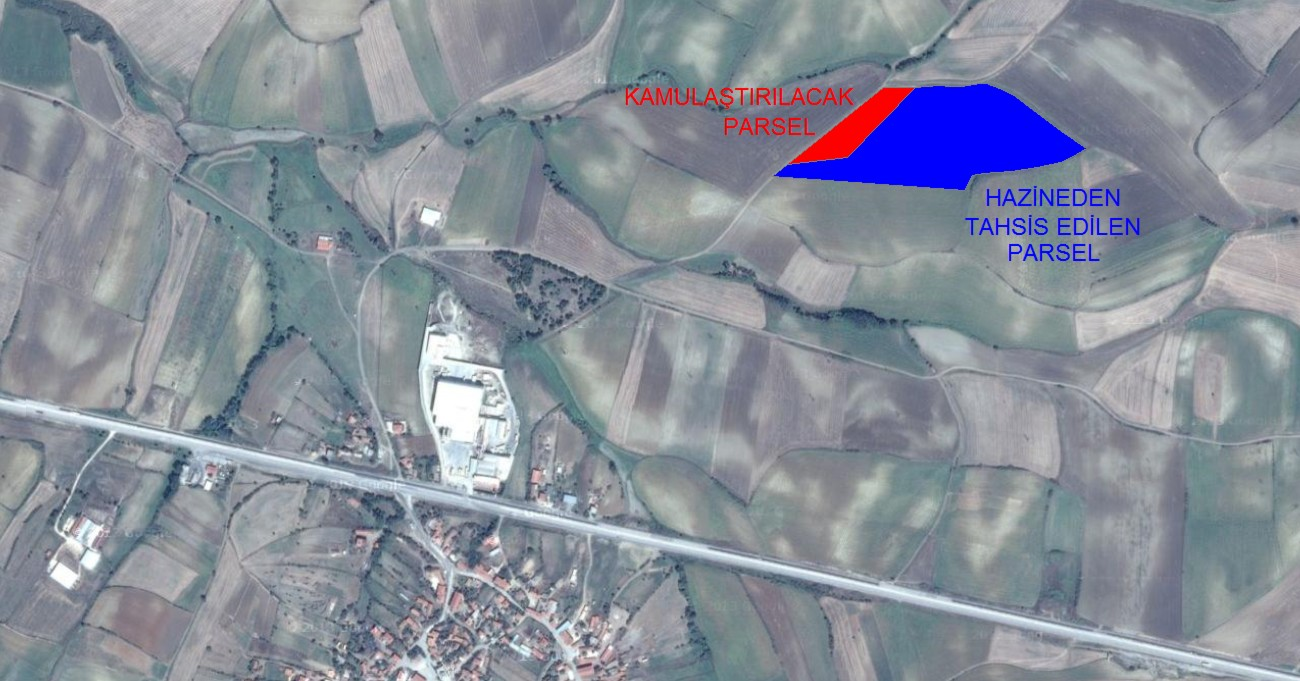 KAMULAŞTIRILACAK
PARSEL
HAZİNEDEN
TAHSİS EDİLEN
PARSEL